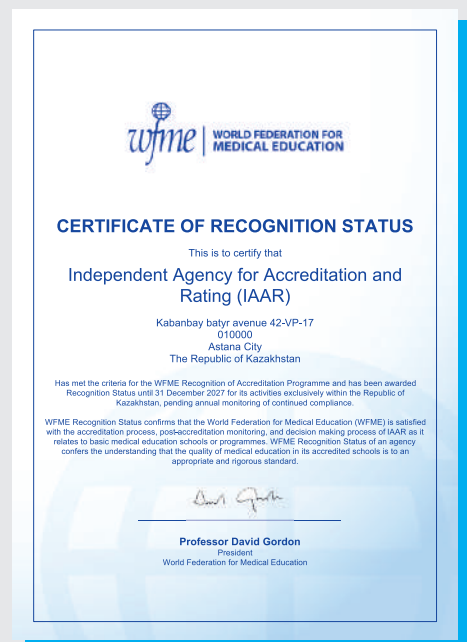 wfme
WORLD FEDERATION FOR
MEDICAL EDUCATION
CERTIFICATE OF RECOGNITION STATUS
This is to certify that
Independent Agency for Accreditation and
Rating (IAAR)
Kabanbay batyr avenue 42-VP-17
010000
Astana City
The Republic of Kazakhstan
Has met the criteria for the WFME Recognition of Accreditation Programme and has been awarded
Recognition Status until 31 December 2027 for its activities exclusively within the Republic of
Kazakhstan, pending annual monitoring of continued compliance.
WFME Recognition Status confirms that the World Federation for Medical Education (WFME) is satisfied
with the accreditation process, post-accreditation monitoring, and decision making process of IAAR as it
relates to basic medical education schools or programmes. WFME Recognition Status of an agency
confers the understanding that the quality of medical education in its accredited schools is to an
appropriate and rigorous standard.
David Gordon
Professor David Gordon
President
World Federation for Medical Education